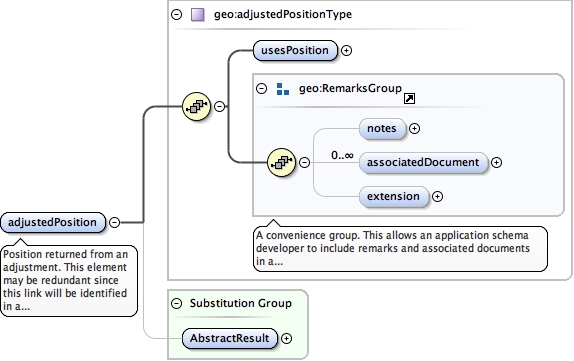 geo:adjustedPositionType
usesPosition
geo:RemarksGroup
notes
0..∞
associatedDocument
extension
A convenience group. This allows an application schema
developer to include remarks and associated documents
in a...
adjustedPosition
Position returned from an
adjustment. This element
may be redundant since
this link will be identified
in a...
Substitution Group
AbstractResult